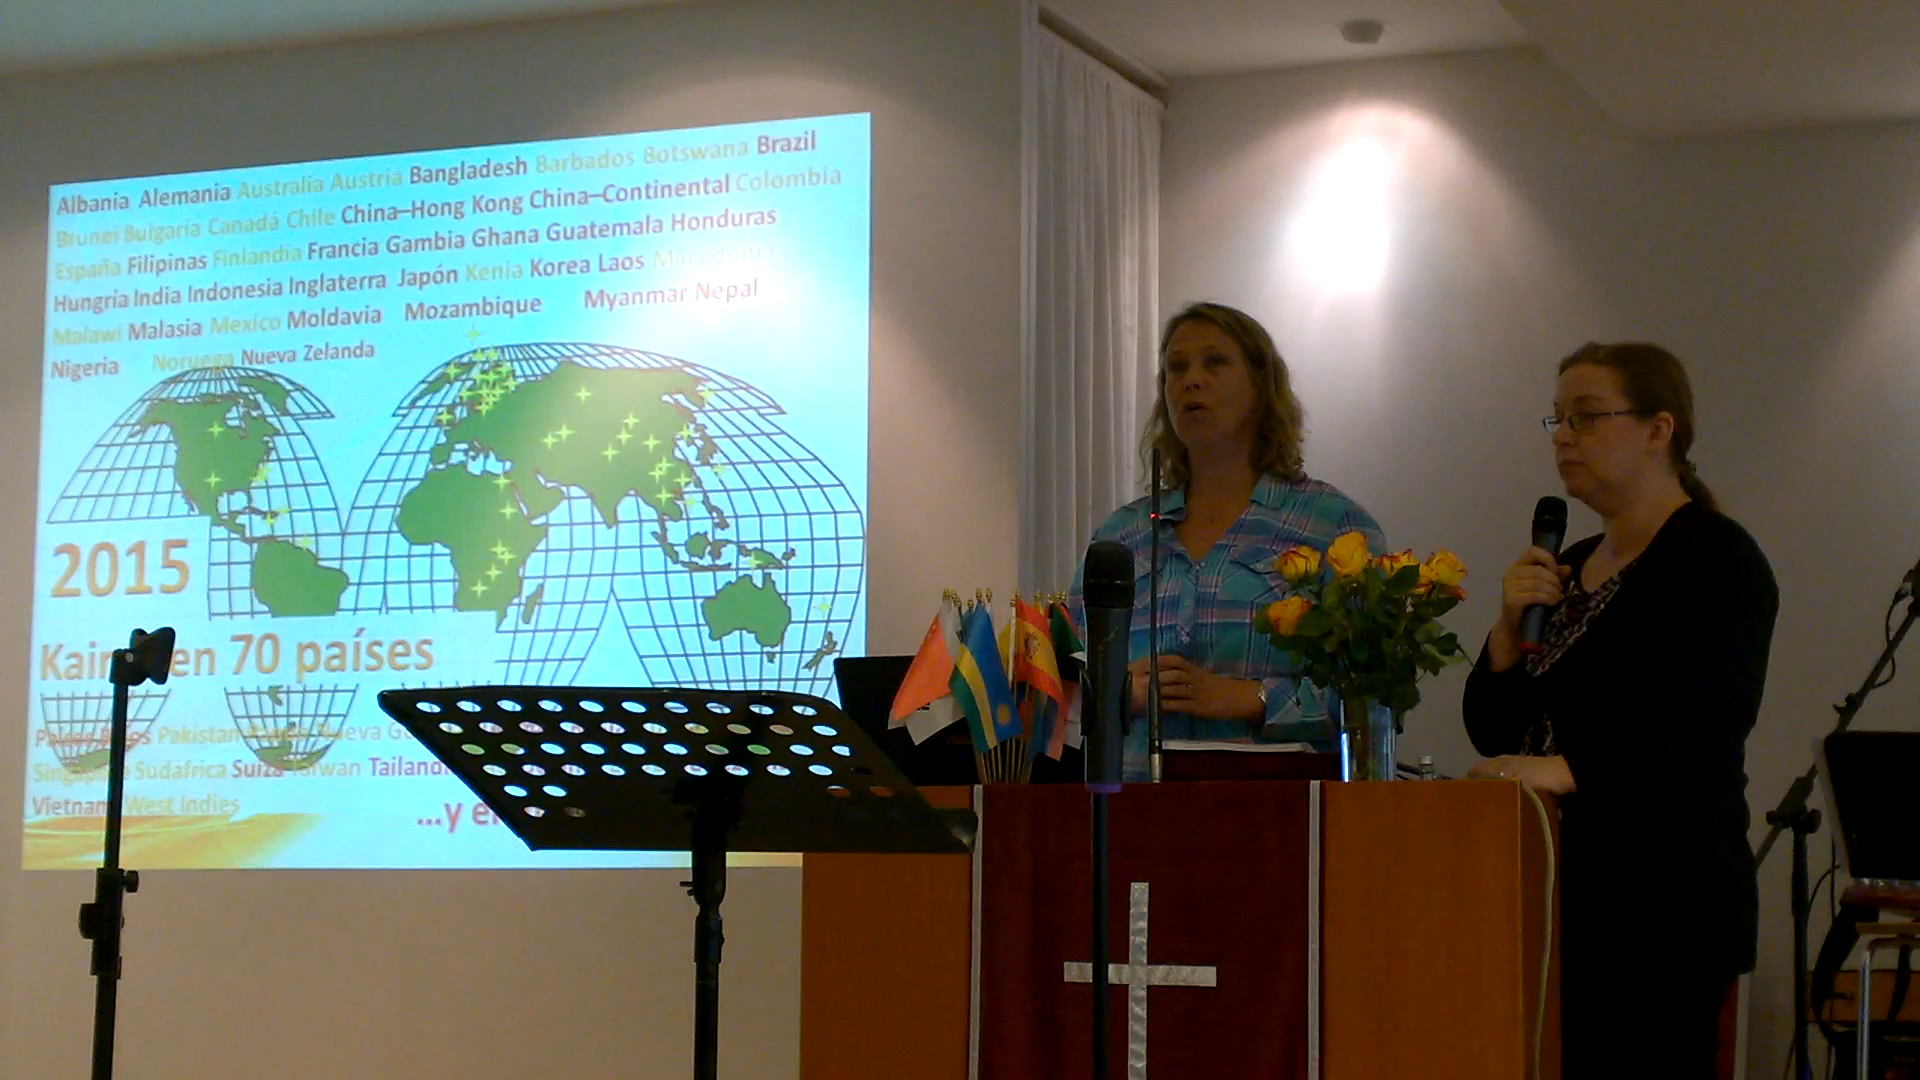 Albania Alemania Australia Austria Bangladesh Barbados Botswana Brazil
Brunei Bulgaria Canadá Chile China–Hong Kong China–Continental Colombia
España Filipinas Finlandia Francia Gambia Ghana Guatemala Honduras
Hungria India Indonesia Inglaterra Japón Kenia Korea Laos Macedonia
Malawi Malasia Mexico Moldavia Mozambique Myanmar Nepal
Nigeria Noruega Nueva Zelanda
2015
en 70 países
Pakistan
Sudafrica Suiza
Vietnam West Indies
...y